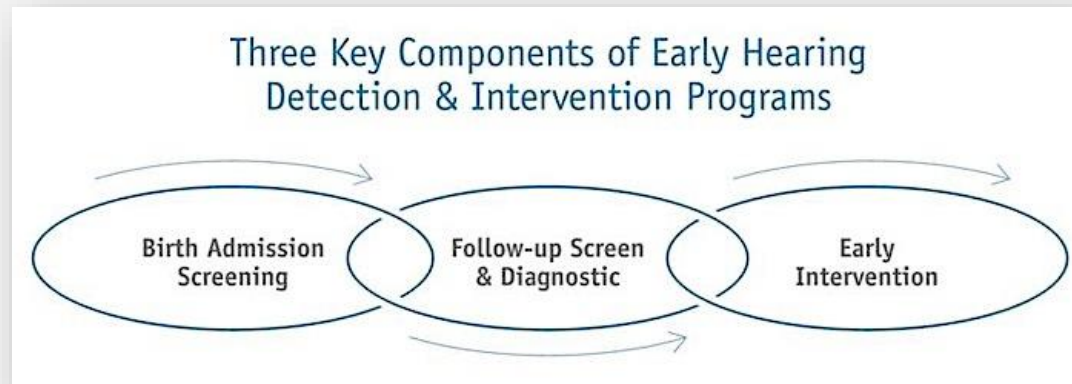 Three Key Components of Early Hearing
Detection & Intervention Programs
Birth Admission
Screening
Follow-up Screen
& Diagnostic
Early
Intervention